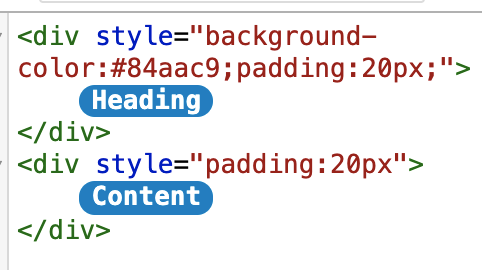 <div style="background-
color:#84aac9;padding:20px;">
Heading
</div>
<div style="padding:20px">
Content
</div>